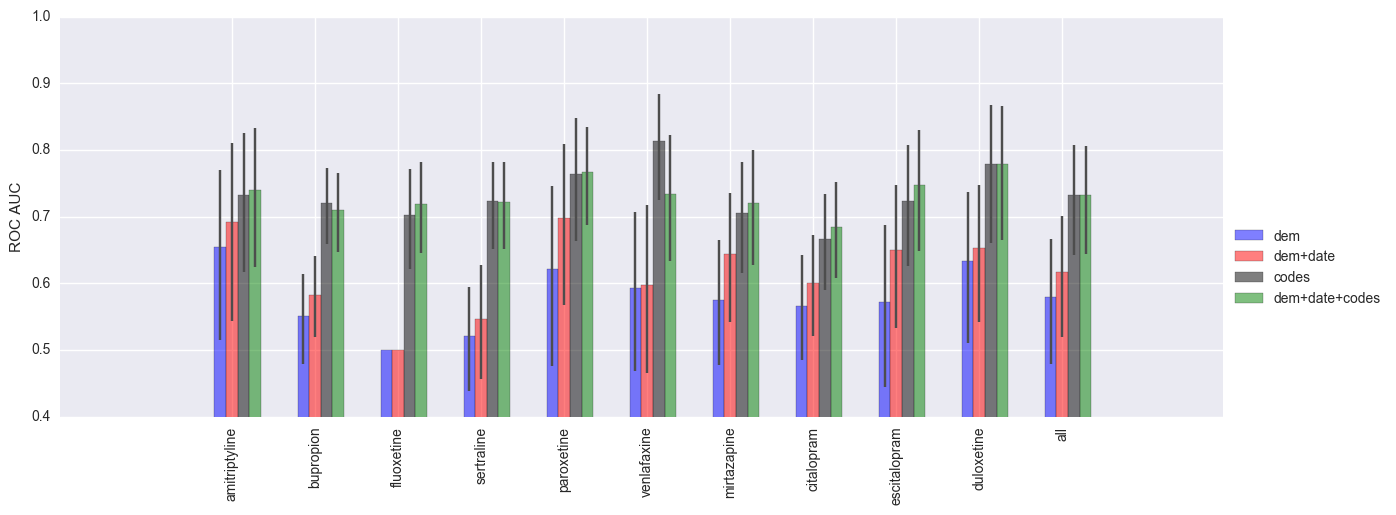 1.0
0.9
0.8
0.7
0.6
0.5
0.4
ROC AUC
amitriptyline
bupropion
fluoxetine
sertraline
paroxetine
venlafaxine
mirtazapine
citalopram
escitalopram
duloxetine
all
dem
dem+date
codes
dem+date+codes